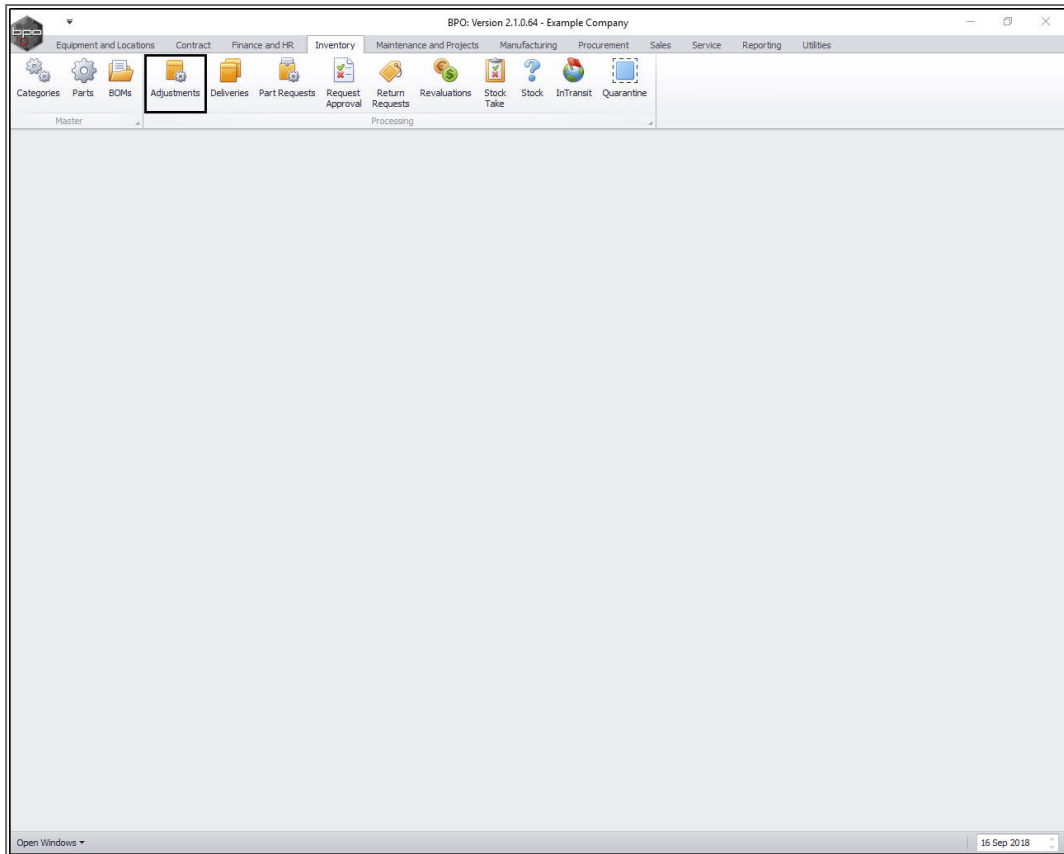 BPO: Version 2.1.0.64 - Example Company
bpo
Equipment and Locations Contract Finance and HR Inventory Maintenance and Projects Manufacturing Procurement Sales Service Reporting Utilities
Categories Parts BOMs Adjustments Deliveries Part Requests Request Return Revaluations Stock Stock InTransit Quarantine
Approval Requests Take
Master Processing
Open Windows 16 Sep 2018